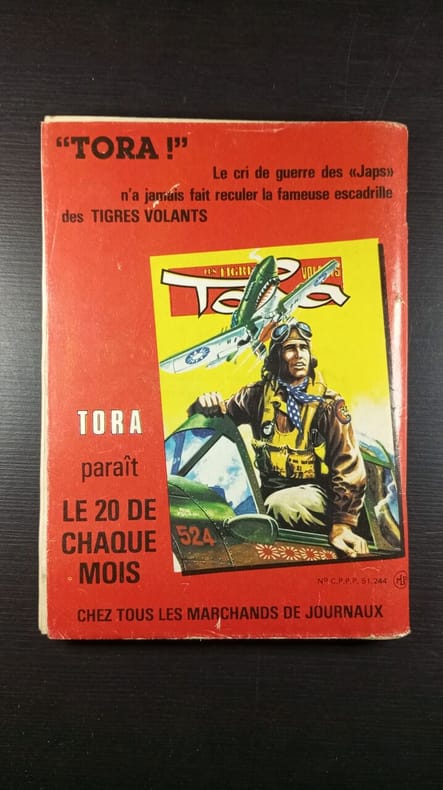 “TORA !”
Le cri de guerre des «Japs»
n'a jamais fait reculer la fameuse escadrille
des TIGRES VOLANTS
LES TIGRES VOLANTS
TORA
524
TORA
paraît
LE 20 DE
CHAQUE
MOIS
Nº C.P.P.P. 51.244
CHEZ TOUS LES MARCHANDS DE JOURNAUX